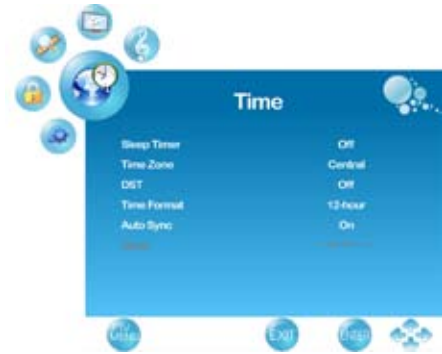 Time
Sleep Timer Off
Time Zone Central
DST Off
Time Format 12-hour
Auto Sync On
EXIT